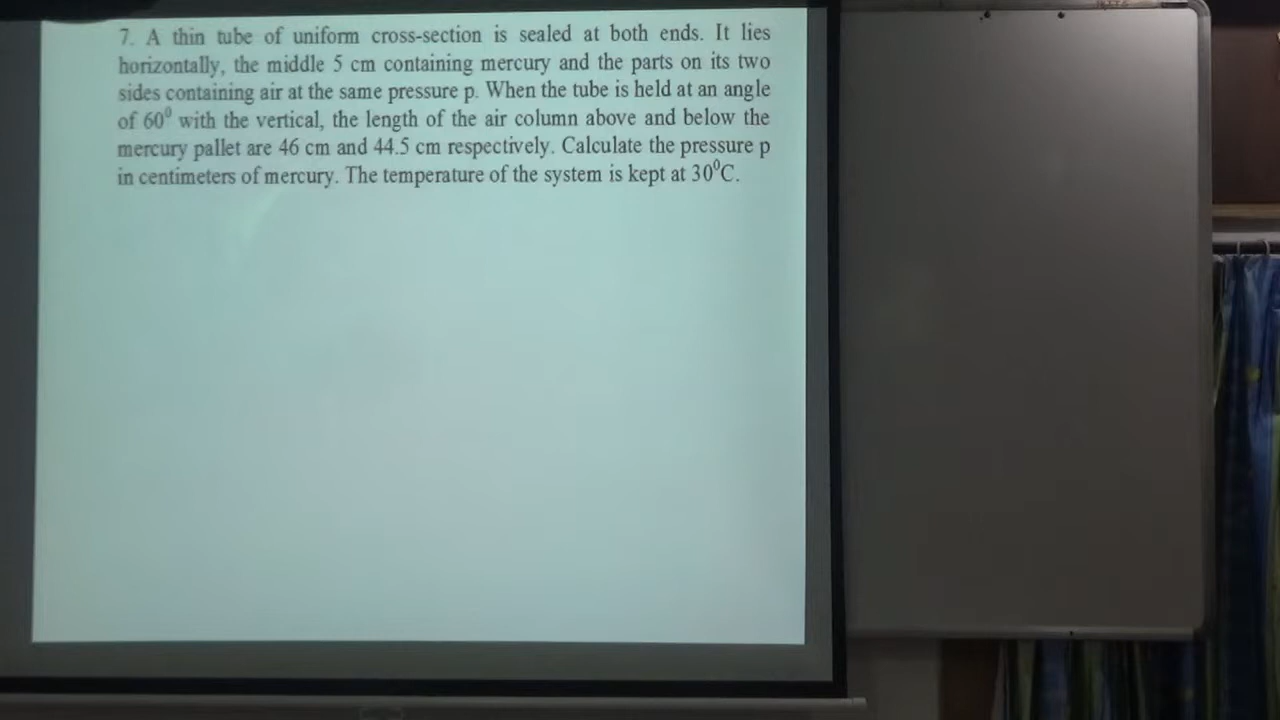 7. A thin tube of uniform cross-section is sealed at both ends. It lies
horizontally, the middle 5 cm containing mercury and the parts on its two
sides containing air at the same pressure p. When the tube is held at an angle
of 60⁰ with the vertical, the length of the air column above and below the
mercury pallet are 46 cm and 44.5 cm respectively. Calculate the pressure p
in centimeters of mercury. The temperature of the system is kept at 30⁰C.